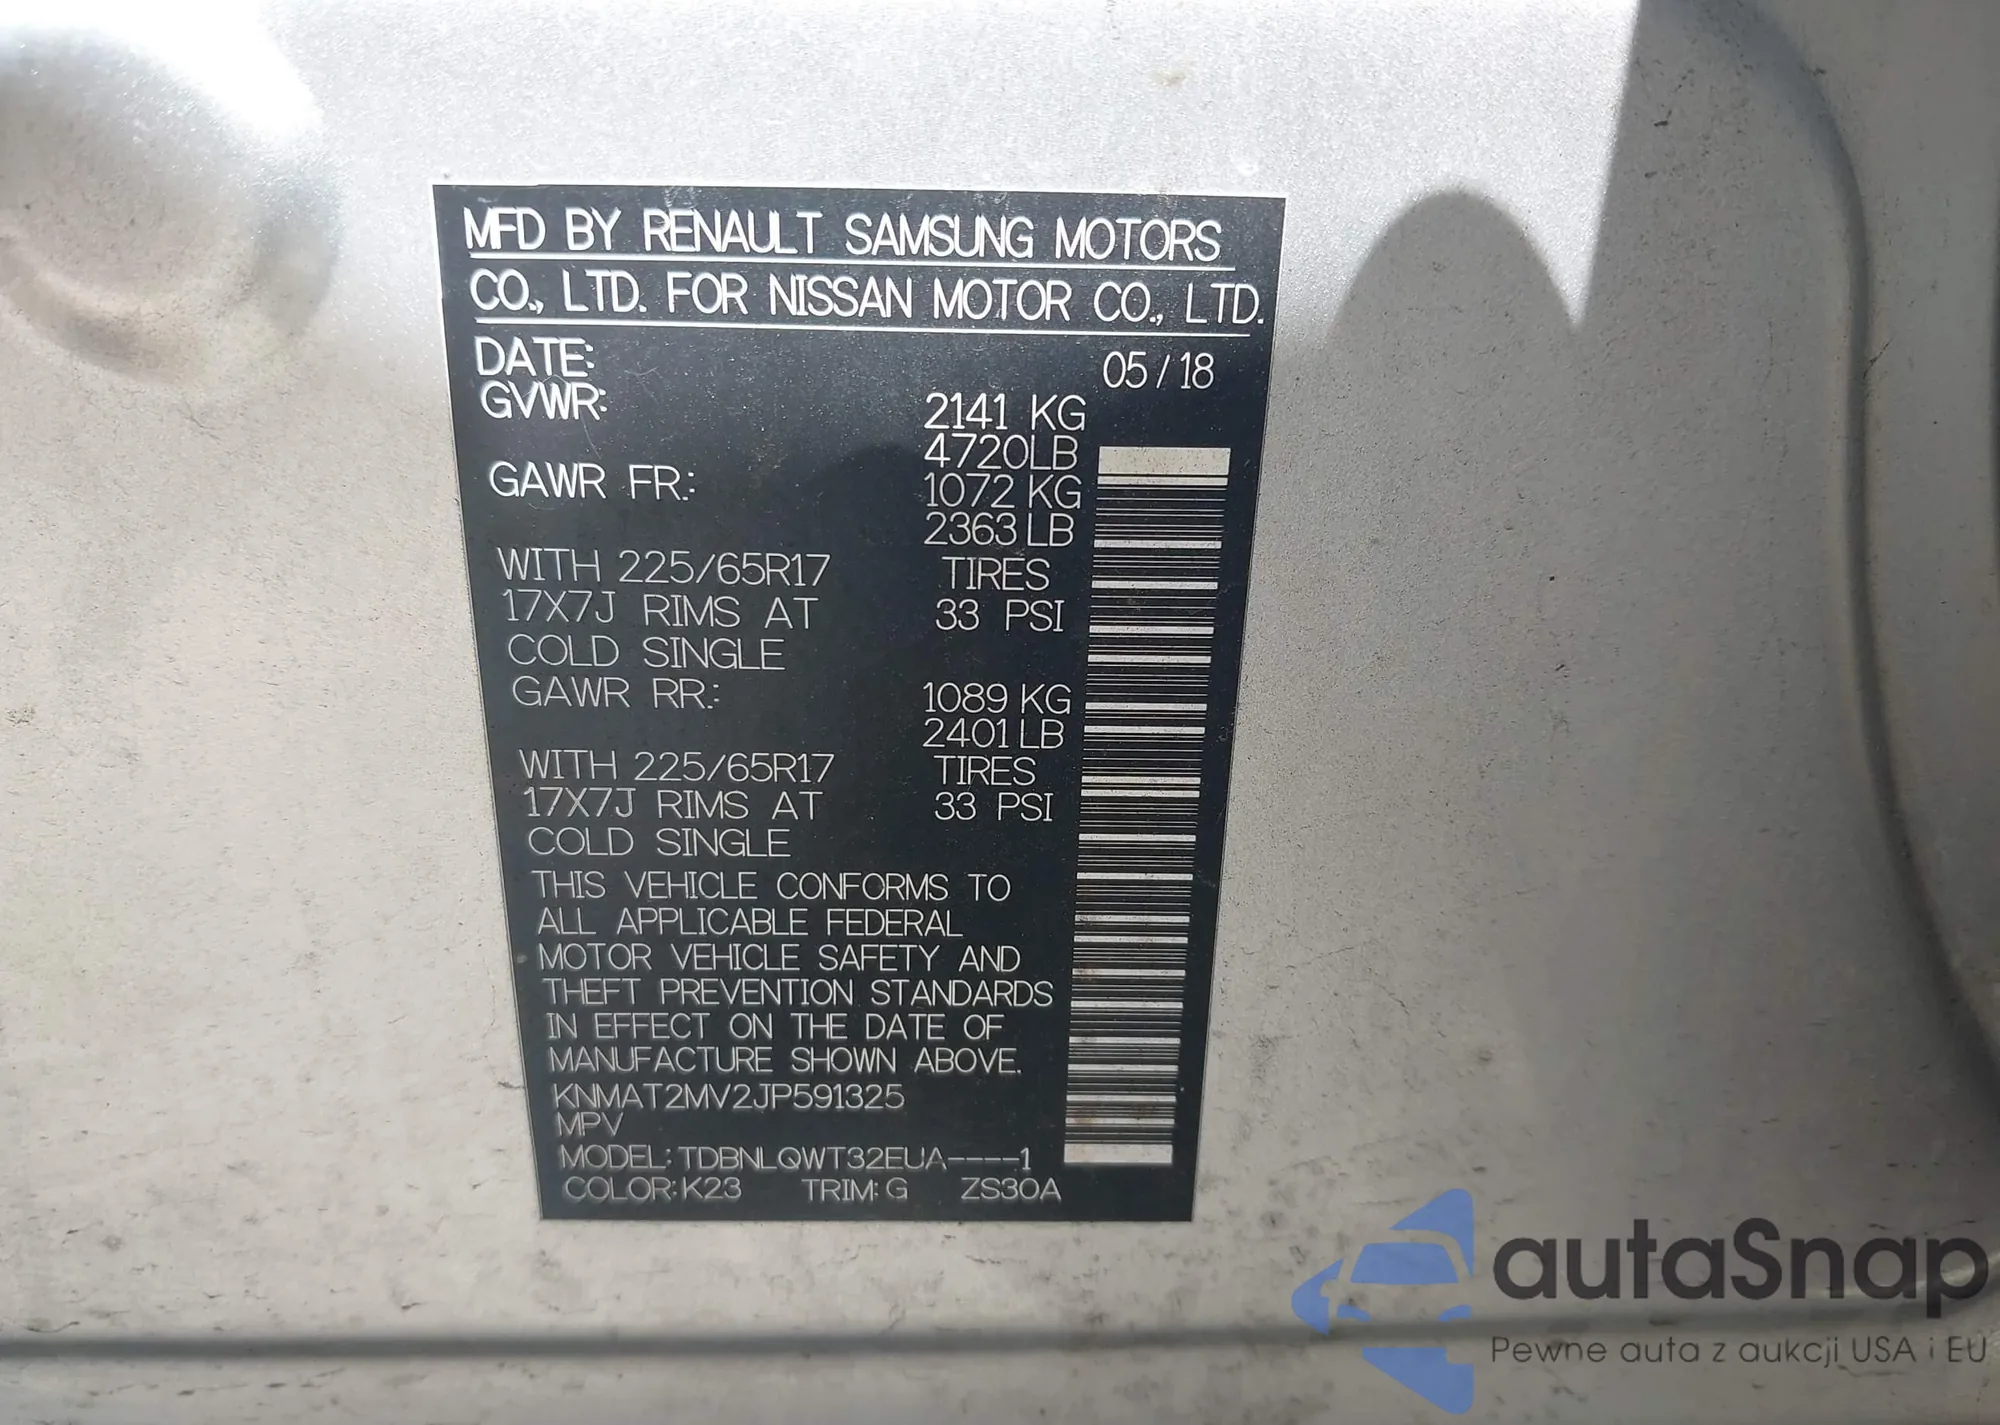 MFD BY RENAULT SAMSUNG MOTORS
CO., LTD. FOR NISSAN MOTOR CO., LTD.
DATE: 05/18
GVWR: 2141 KG
4720LB
GAWR FR.: 1072 KG
2363 LB
WITH 225/65R17 TIRES
17X7J RIMS AT 33 PSI
COLD SINGLE
GAWR RR.: 1089 KG
2401 LB
WITH 225/65R17 TIRES
17X7J RIMS AT 33 PSI
COLD SINGLE
THIS VEHICLE CONFORMS TO
ALL APPLICABLE FEDERAL
MOTOR VEHICLE SAFETY AND
THEFT PREVENTION STANDARDS
IN EFFECT ON THE DATE OF
MANUFACTURE SHOWN ABOVE.
KNMAT2MV2JP591325
MPV
MODEL: TDBNLQWT32EUA----1
COLOR: K23 TRIM: G ZS30A
autaSnap
Pewne auta z aukcji USA i EU